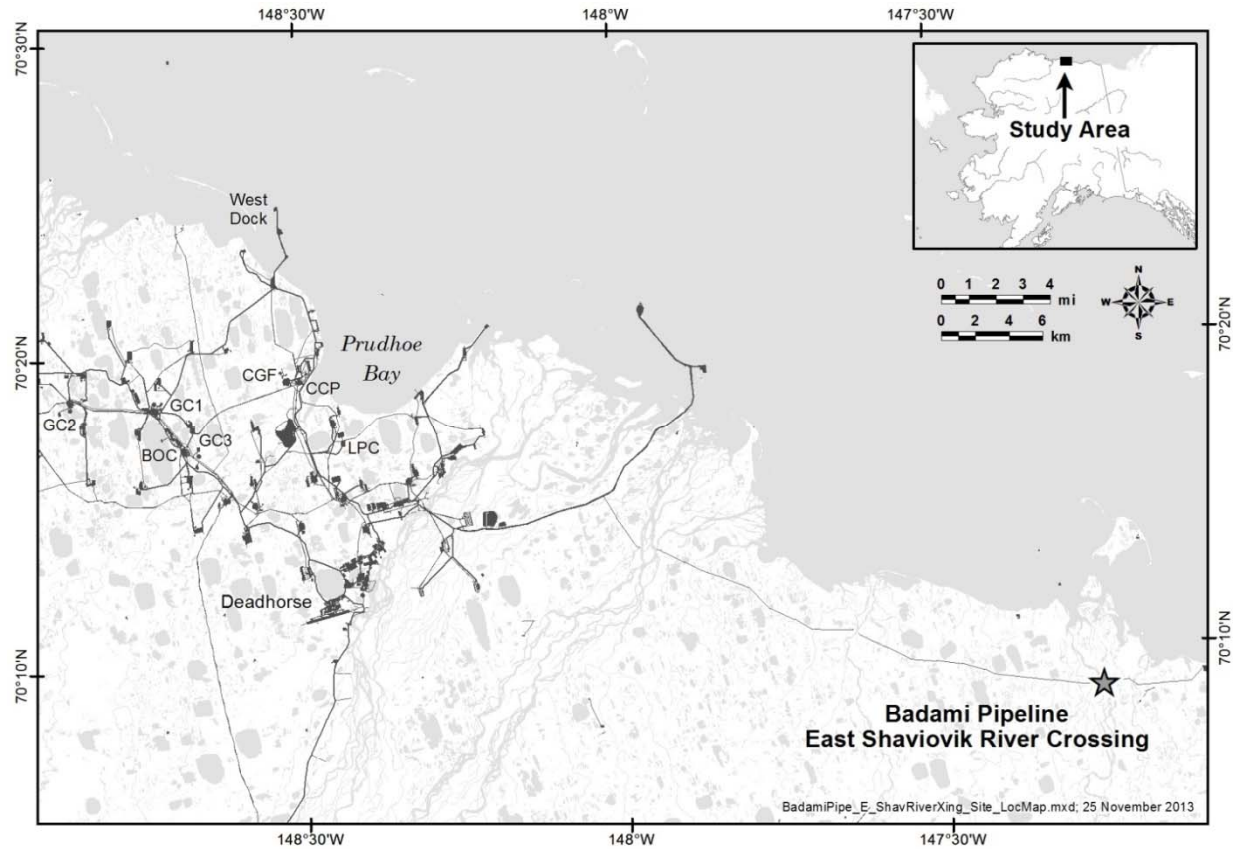 148°30'W 148°W 147°30'W
70°30'N
Study Area
West
Dock
0 1 2 3 4
mi
0 2 4 6
km
N
W E
S
70°20'N
70°20'N
Prudhoe
Bay
CGF
CCP
GC1
GC2
GC3
BOC
LPC
Deadhorse
70°10'N
70°10'N
Badami Pipeline
East Shaviovik River Crossing
BadamiPipe_E_ShavRiverXing_Site_LocMap.mxd; 25 November 2013
148°30'W 148°W 147°30'W